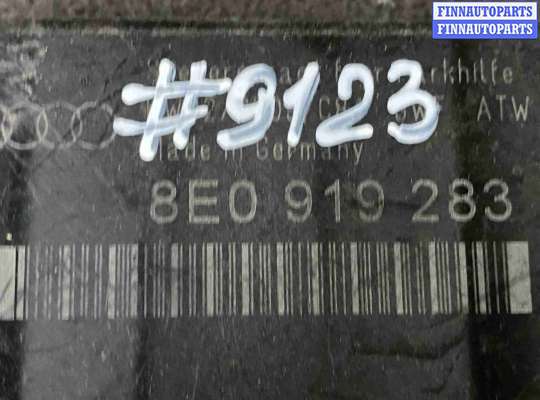 FINNAUTOPARTS
FINNAUTOPARTS
#9123
ATW
Made in Germany
8E0 919 283